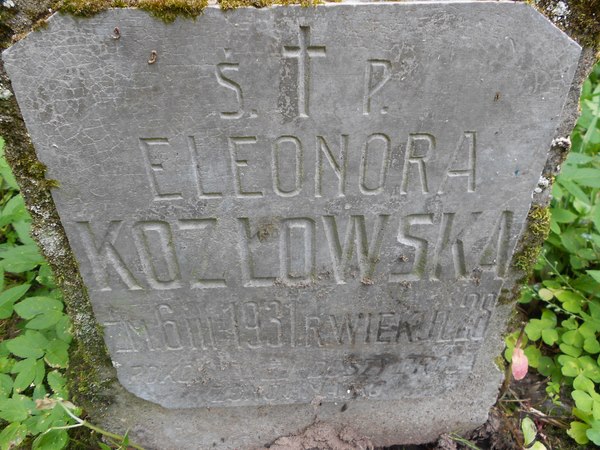 Ś. † P.
ELEONORA
KOZŁOWSKA
ZM. 6 III 1931 R. WIEKU L. 28